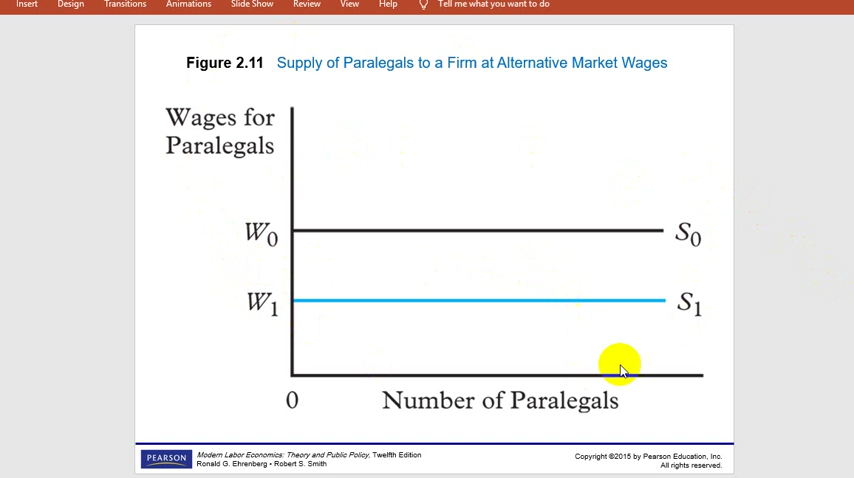 Insert Design Transitions Animations Slide Show Review View Help Tell me what you want to do
Figure 2.11 Supply of Paralegals to a Firm at Alternative Market Wages
Wages for
Paralegals
W0 S0
W1 S1
0 Number of Paralegals
PEARSON
Modern Labor Economics: Theory and Public Policy, Twelfth Edition
Ronald G. Ehrenberg • Robert S. Smith
Copyright ©2015 by Pearson Education, Inc.
All rights reserved.